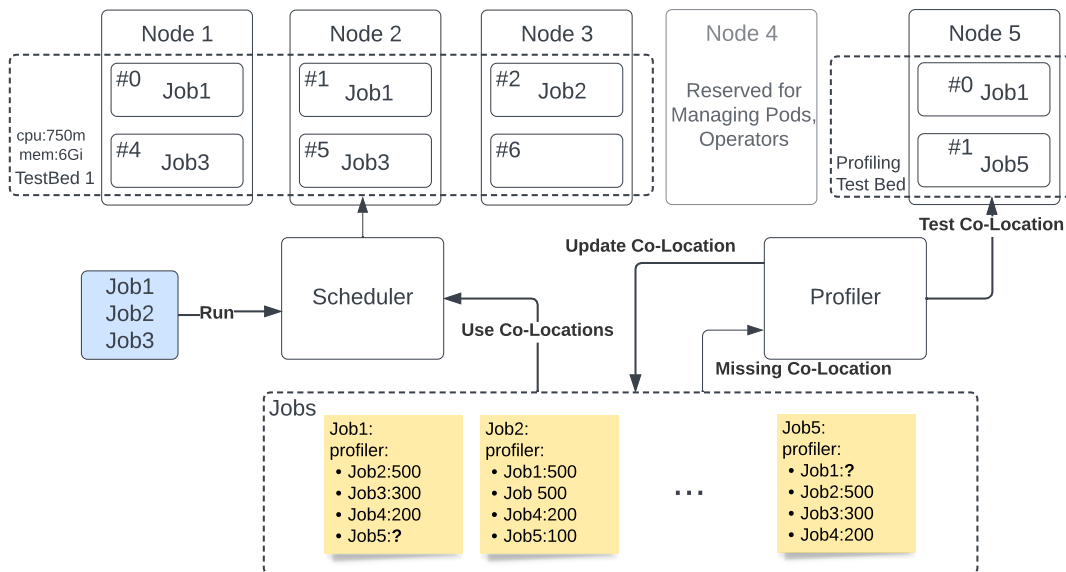 Node 1
Node 2
Node 3
Node 4
Node 5
#0
Job1
#1
Job1
#2
Job2
Reserved for
Managing Pods,
Operators
#0
Job1
cpu:750m
mem:6Gi
TestBed 1
#4
Job3
#5
Job3
#6
Profiling
Test Bed
#1
Job5
Test Co-Location
Update Co-Location
Job1
Job2
Job3
Run
Scheduler
Profiler
Use Co-Locations
Missing Co-Location
Jobs
Job1:
profiler:
• Job2:500
• Job3:300
• Job4:200
• Job5:?
Job2:
profiler:
• Job1:500
• Job 500
• Job4:200
• Job5:100
...
Job5:
profiler:
• Job1:?
• Job2:500
• Job3:300
• Job4:200